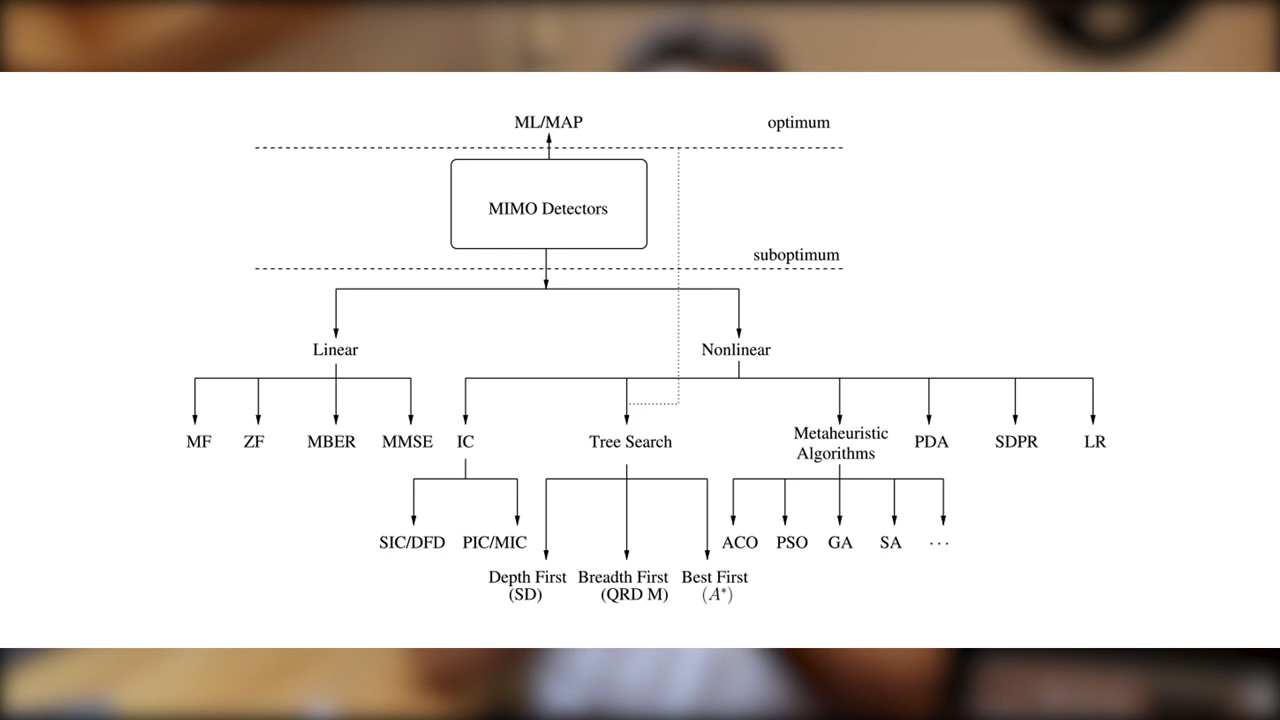 ML/MAP
optimum
MIMO Detectors
suboptimum
Linear
Nonlinear
MF
ZF
MBER
MMSE
IC
Tree Search
Metaheuristic
Algorithms
PDA
SDPR
LR
SIC/DFD
PIC/MIC
ACO
PSO
GA
SA
...
Depth First
(SD)
Breadth First
(QRD M)
Best First
(A*)